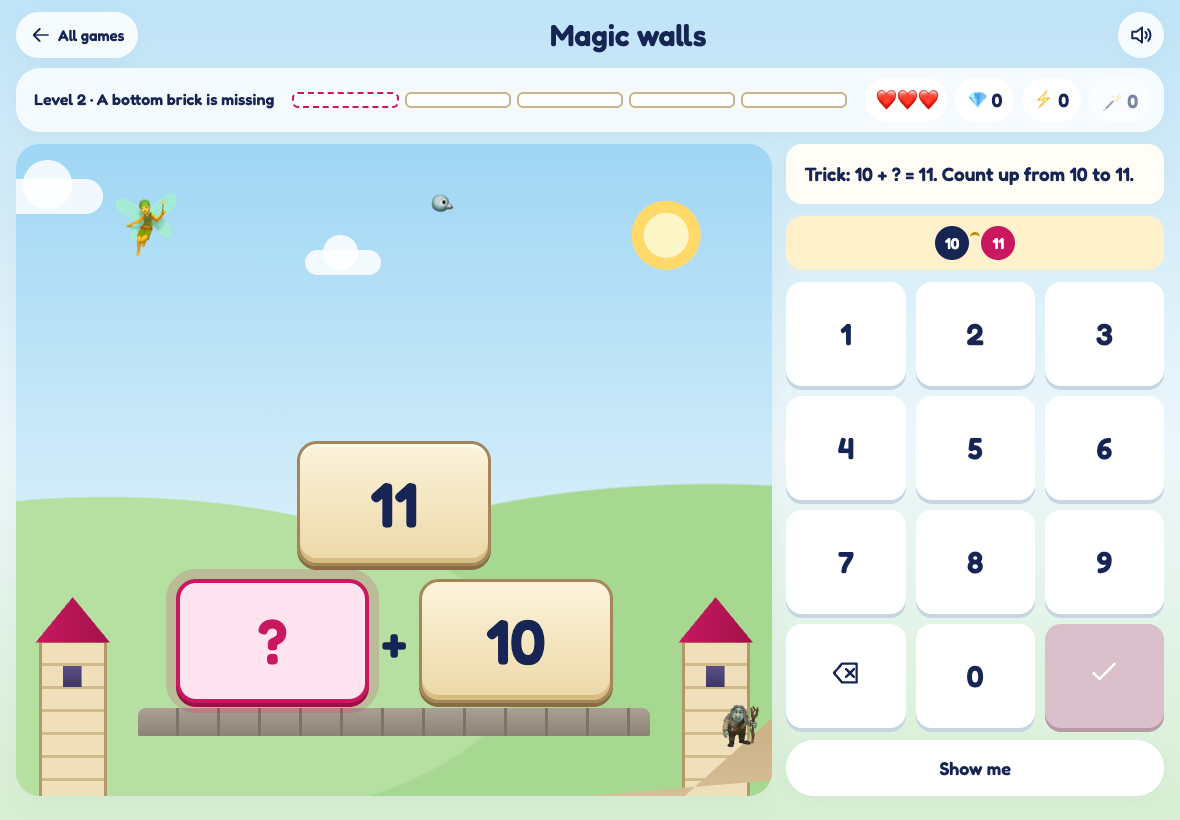 All games
Magic walls
Level 2 · A bottom brick is missing
0
0
0
Trick: 10 + ? = 11. Count up from 10 to 11.
10 11
11
? + 10
1 2 3
4 5 6
7 8 9
0
Show me